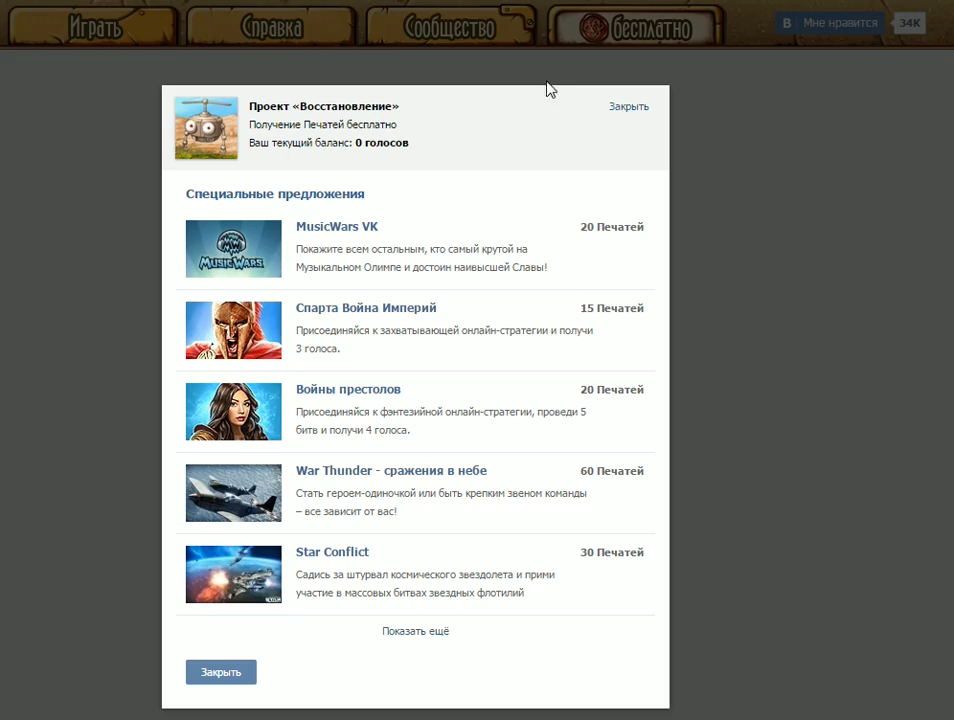 Играть Справка Сообщество бесплатно В Мне нравится 34K
Проект «Восстановление» Закрыть
Получение Печатей бесплатно
Ваш текущий баланс: 0 голосов
Специальные предложения
MusicWars VK 20 Печатей
Покажите всем остальным, кто самый крутой на
Музыкальном Олимпе и достоин наивысшей Славы!
MUSIC WARS
Спарта Война Империй 15 Печатей
Присоединяйся к захватывающей онлайн-стратегии и получи
3 голоса.
Войны престолов 20 Печатей
Присоединяйся к фэнтезийной онлайн-стратегии, проведи 5
битв и получи 4 голоса.
War Thunder - сражения в небе 60 Печатей
Стать героем-одиночкой или быть крепким звеном команды
– все зависит от вас!
Star Conflict 30 Печатей
Садись за штурвал космического звездолета и прими
участие в массовых битвах звездных флотилий
Показать ещё
Закрыть